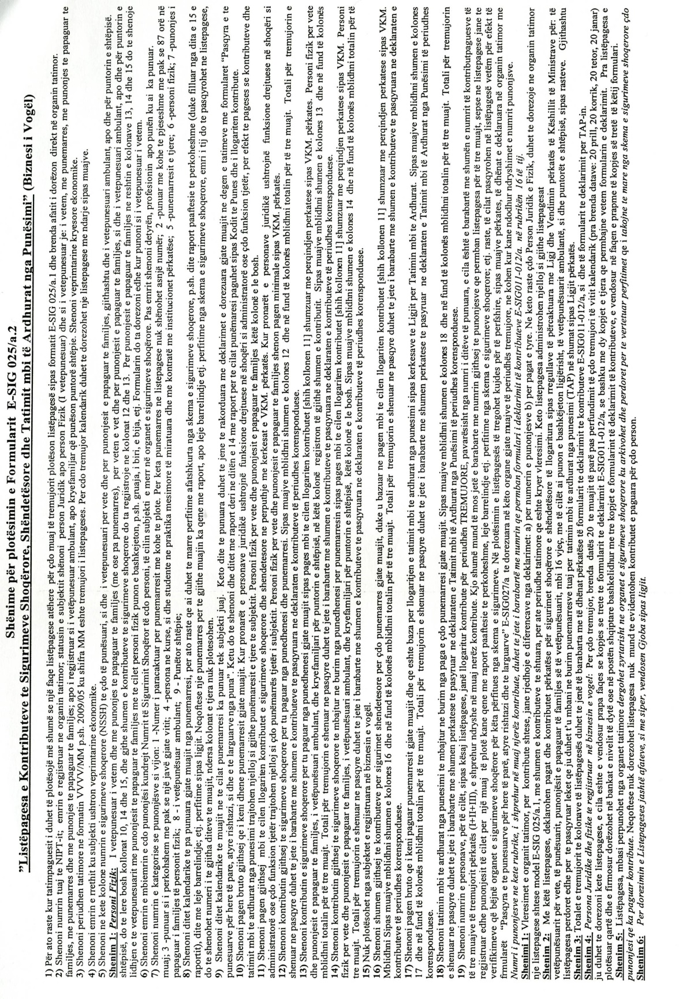 Shënime për plotësimin e Formularit E-SIG 025/a.2
”Listëpagesa e Kontributeve te Sigurimeve Shoqërore, Shëndetësore dhe Tatimit mbi të Ardhurat nga Punësimi” (Biznesi i Vogël)
1) Për ato raste kur tatimpaguesit i duhet të plotësojë më shumë se një faqe listëpagese atëhere për çdo muaj të tremujorit plotëson listëpagesë sipas formatit E-SIG 025/a.1 dhe brenda afatit i dorëzon direkt në organin tatimor.
2) Shenoni numrin tuaj te NIPT-it; emrin e regjistruar ne organin tatimor; statusin e subjektit shënoni person Juridik apo person Fizik (I vetepunesuar) dhe si i vetepunesuar je: i vetem, me punemarres, me punonjes te papaguar te
familjes, me punemarres dhe me punonjes te papaguar te familjes; apo i regjistruar si i vetëpunesuar ambulant, apo kryefamiljar që punëson puntorë shtëpie. Shenoni veprimtarine kryesore ekonomike.
3) Shenoni periudhen tatimore ne formatin VVVV/MM p.sh. 2009/05 ku shifra MM eshte tremujori i listepageses. Per cdo tremujor kalendarik duhet te dorezohet nje listepagese me ndarje sipas muajve.
4) Shenoni emrin e rrethit ku subjekti ushtron veprimtarine ekonomike.
5) Shenoni ne kete kolone numrin e sigurimeve shoqerore (NSSH) te çdo të punësuari, si dhe i vetepunesuari per vete dhe per punonjesit e papaguar te familjes, gjithashtu dhe i vetepunesuari ambulant, apo dhe për puntorin e shtëpisë.
Shenim 1: Personi Fizik: I vetepunesuar i vetem dhe me punonjes te papaguar te familjes (me ose pa punemarres), per veten e vet dhe per punonjesit e papaguar te familjes, si dhe i vetepunesuari ambulant, apo dhe për puntorin e
shtëpisë, do te lere bosh kollonat 10, 14 dhe 15, dhe gjithe shumen e kontributeve te sigurimeve shoqerore do ta regjistroje ne kolonat 12 dhe 13. Per punonjesit e papaguar te familjes ne reshtin e kolonave 13, 14 dhe 15 do te shenoje
lidhjen e te vetepunesuarit me punonjesit te papaguar te familjes me te cilet personi fizik punon e bashkejeton, p.sh. gruaja, i biri, e bija, etj. Formularin do ta dorezoni edhe kur punoni si i vetepunesuar i vetem.
6) Shenoni emrin e mbiemrin e cdo punonjësi kundrejt Numrit të Sigurimit Shoqëror të cdo personi, të cilin subjekti e merr në organet e sigurimeve shoqërore. Pas emrit shenoni detyrën, profesionin apo punën ku ai ka punuar.
7) Shenoni numrin e kategorise se punonjësve si vijon: 1 -Numer i paracaktuar per punemarresit me kohe te plote. Per keta punemarres ne listepagese nuk shënohet asnjë numër; 2 -punuar me kohe te pjeseshme me pak se 87 orë në
muaj; 3 -punuar si i perkohshem me pak se një javë gjate vitit; 4 -persona ne kurse, si dhe studente ne praktika mesimore të miratuara dhe me kontratë me institucionet përkatëse; 5 -punemarresit e tjere; 6 -personi fizik; 7 -punonjes i
papaguar i familjes të personit fizik; 8 - i vetëpunësuar ambulant; 9 - Punëtor shtëpie;
8) Shenoni ditët kalendarike te pa punuara gjate muajit nga punemarresi, per ato raste qe ai duhet te marre perfitime afatshkurta nga skema e sigurimeve shoqerore, p.sh. dite raport paaftesie te perkoheshme (duke filluar nga dita e 15 e
raportit), dite me leje barrelindje; etj. perfitime sipas ligjit. Neqoftese nje punemarres per te gjithe muajin ka qene me raport, apo leje barrelindje etj. perfitime nga skema e sigurimeve shoqerore, emri i tij do te pasqyrohet ne listepagese,
do te shenohet numeri i te gjitha diteve te muajit, ndersa kolonat e tjera nuk plotesohen.
9) Shenoni ditet kalendarike te muajit ne te cilat punemarresi ka punuar tek subjekti juaj. Keto dite te punuara duhet te jene te rakorduara me deklarimet e dorezuara gjate muajit ne degen e tatimeve me formularet “Pasqyra e te
punesuarve për here të pare, atyre rishtazi, si dhe e te larguarve nga puna”. Ketu do te shenoni dhe ditet me raport deri ne ditën e 14 me raport per te cilat punëmarësi paguhet sipas Kodit te Punes dhe i llogariten kontribute.
10) Shenoni pagen bruto gjithsej qe i keni dhene punemarresit gjate muajit. Kur pronarët e personave juridikë ushtrojnë funksione drejtuese në shoqëri si administratorë ose çdo funksion tjetër, per efekt te pageses se kontributeve dhe
tatimit mbi te ardhurat nga punesimi trajtohen njelloj si gjithe punëmarësit e tjere te subjektit. Personi fizik per vete dhe punonjesit e papaguar te familjes këtë kolonë e le bosh.
11) Shenoni pagen gjithsej mbi te cilen llogariten kontributet e sigurimeve shoqerore dhe shendetesore ne perputhje me kerkesat e VKM. përkatës. Kur pronarët e personave juridikë ushtrojnë funksione drejtuese në shoqëri si
administratorë ose çdo funksion tjetër trajtohen njelloj si çdo punëmarrës tjetër i subjektit. Personi fizik per vete dhe punonjesit e papaguar te familjes shenon pagen minimale sipas VKM. përkatës.
12) Shenoni kontributin gjithsej te sigurimeve shoqerore per tu paguar nga punedhenesi dhe punemarresi. Sipas muajve mblidhni shumen e kolones 12 dhe në fund të kolonës mblidhni totalin për të tre muajt. Totali për tremujorin e
shenuar ne pasqyre duhet te jete i barabarte me shumen e kontributeve te pasqyruara ne deklaraten e kontributeve të periudhes korensponduese.
13) Shenoni kontributin e sigurimeve shoqerore per tu paguar nga punedhenesi gjate muajit sipas pages mbi te cilen llogariten kontributet [shih kollonen 11] shumzuar me perqindjen perkatese sipas VKM. përkates. Personi fizik per vete
dhe punonjesit e papaguar te familjes, i vetëpunësuari ambulant, dhe kryefamiljari për puntorin e shtëpisë, në këtë kolonë regjistron të gjithë shumën e kontributit. Sipas muajve mblidhni shumen e kolones 13 dhe në fund të kolonës
mblidhni totalin për të tre muajt. Totali për tremujorin e shenuar ne pasqyre duhet te jete i barabarte me shumen e kontributeve te pasqyruara ne deklaraten e kontributeve të periudhes korensponduese.
14) Shenoni kontributin gjithsej te sigurimeve shoqerore te mbajtur ne burim nga punedhenesi per punemarresin sipas pages mbi te cilen llogariten kontributet [shih kollonen 11] shumzuar me perqindjen perkatese sipas VKM. Personi
fizik per vete dhe punonjesit e papaguar te familjes, i vetëpunësuari ambulant, dhe kryefamiljari për puntorin e shtëpisë, këtë kolonë e le bosh. Sipas muajve mblidhni shumen e kolones 14 dhe në fund të kolonës mblidhni totalin për të
tre muajt. Totali për tremujorin e shenuar ne pasqyre duhet te jete i barabarte me shumen e kontributeve te pasqyruara ne deklaraten e kontributeve të periudhes korensponduese.
15) Nuk plotësohet nga subjektet e regjistruara në biznesin e vogël.
16) Shenoni shumen gjithsej te kontributeve per sigurimet shendetesore per çdo punemarres gjate muajit, duke u bazuar ne pagen mbi te cilen llogariten kontributet [shih kollonen 11] shumzuar me perqindjen perkatese sipas VKM.
Mblidhni Sipas muajve mblidhni shumen e kolones 16 dhe në fund të kolonës mblidhni totalin për të tre muajt. Totali për tremujorin e shenuar ne pasqyre duhet te jete i barabarte me shumen e kontributeve te pasqyruara ne deklaraten e
kontributeve të periudhes korensponduese.
17) Shenoni pagen bruto qe i keni paguar punemarresit gjate muajit dhe qe eshte baza per llogaritjen e tatimit mbi te ardhurat nga punesimi sipas kerkesave te Ligjit per Tatimin mbi te Ardhurat. Sipas muajve mblidhni shumen e kolones
17 dhe në fund të kolonës mblidhni totalin për të tre muajt. Totali për tremujorin e shenuar ne pasqyre duhet te jete i barabarte me shumen perkatese te pasyruar ne deklaraten e Tatimit mbi të Ardhurat nga Punësimi të periudhes
korensponduese.
18) Shenoni tatimin mbi te ardhurat nga punesimi te mbajtur ne burim nga paga e çdo punemarresi gjate muajit. Sipas muajve mblidhni shumen e kolones 18 dhe në fund të kolonës mblidhni totalin për të tre muajt. Totali për tremujorin
e shenuar ne pasqyre duhet te jete i barabarte me shumen perkatese te pasyruar ne deklaraten e Tatimit mbi të Ardhurat nga Punësimi të periudhes korensponduese.
19) Shenoni numrin e personave, për të cilët, sipas kësaj listëpagese, janë llogaritur kontribute për periudhën TREMUJORE, pavarësisht nga numri i ditëve të punuara, e cila është e barabartë me shumën e numrit të kontributpaguesve të
të tre muajve të tremujorit përkatës (I+II+III), e shprehur ndryshe në muaj nerëz kontribute. Kjo shumë mund të mos jetë e barabarte me numrin gjithsej te punonjesve qe permban listepagesa për të tre muajt, sepse ne listepagese jane te
regjistruar edhe punonjesit të cilet per një muaj të plotë kane qene me raport paaftesie te perkoheshme, leje barrelindje etj. perfitime nga skema e sigurimeve shoqerore; etj. raste, të cilat pasqyrohen në listëpagesë vetëm për efekt të
verifikimeve që bëjnë organet e sigurimeve shoqërore për këta përfitues nga skema e sigurimeve. Në plotësimin e listëpagesës të tregohet kujdes për të perfshire, sipas muajve përkates, të dhënat e deklaruara në organin tatimor me
frmularët “Pasqyra e te punesuarve për here të parë, atyre rishtazi dhe te larguarve” E-SIG027/a te dorezuara në këto organe gjate muajve të periudhës tremujore, ne kohen kur kane endodhur ndryshimet e numrit punonjsve.
Numri i punonjesve ne kete rubrike, i shprehur në muaj njerëz kontribute, duhet te jete i barabartë me numrin qe permban formulari i deklarimit të kontributeve E-SIG011-012/a. në rubrikën 16 të tij.
Shenimi 1: Vleresimet e organit tatimor, per kontribute shtese, jane rjedhoje e diferencave nga deklarimet: a) per numerin e punonjesve b) per pagat e tyre. Ne keto raste çdo Person Juridik e Fizik, duhet te dorezoje ne organin tatimor
nje listepagese shtese model E-SIG 025/a.1, me shumen e kontributeve te shtuara, per ate periudhe tatimore qe eshte kryer vleresimi. Keto listepagesa administrohen njelloj si gjithe listepagesat
Shenim 2: Me këtë listepagese, deklarohen pagat dhe kontributet përkatëse për sigurimet shoqërore e shëndetësore të llogaritura sipas rregullave të përcaktuara me Ligj dhe Vendimin përkatës të Këshillit të Ministrave për: të
vetëpunësuarit për vete, të punësuarit, punonjësit e papaguar të familjes së të vetëpunësuarit, mbi 16 vjeç, me të cilët ai punon e bashkëjeton ligjërisht, të vetëpunësuarit ambulantë, si dhe puntorët e shtëpisë, sipas rasteve. Gjithashtu
listëpagesa perdoret edhe per te pasqyruar leket qe ju duhet t’u mbani ne burim punemarresve tuaj per tatimin mbi te ardhurat nga punesimi (TAP) në shumat sipas Ligjit përkatës.
Shenim 3: Totalet e kolonave të listëpagesës duhet te jenë të barabarta me të dhënat përkatëse të formularit te deklarimit te kontributeve E-SIG011-012/a, si dhe të formularit te deklarimit per TAP-in.
Shenim 4: Persona Juridike dhe fizike te regjistruar në biznesin e vogel: Per çdo tremujor, brenda datës 20 te muajit të parë pas perfundimit të çdo tremujori të vitit kalendarik (pra brenda datave: 20 prill, 20 korrik, 20 tetor, 20 janar)
ju duhet te dorezoni kete listepagese, e cila eshte e vendosur prapa faqes se kopjes se trete te formularit te deklarimit E-SIG011-012/a, se bashku me dy kopjet e tjera qe permbajne vetem formularin e deklarimit. Pra listëpagesa e
plotësuar qartë dhe e firmosur dorëzohet në bankat e nivelit të dytë ose në postën shqiptare bashkelidhur me tre kopjet e formularint të deklarimit të kontributeve, e vendosur në faqen e prapme të kopjes së tretë të këtij formulari.
Shenim 5: Listëpagesa, mbasi perpunohet nga organet tatimore dergohet zyrtarisht ne organet e sigurimeve shoqerore ku arkivohet dhe perdoret per te vertetuar perfitimet qe i takojne te mare nga skema e sigurimeve shoqerore çdo
punonjesi qe ka paguar kontribute. Neqoftese nuk dorezohet listepagesa nuk mund te evidentohen kontributet e paguara për çdo person.
Shenim 6: Per dorezimin e Listepageses jashtë afateve, si me siper, vendosen Gjoba sipas ligjit.